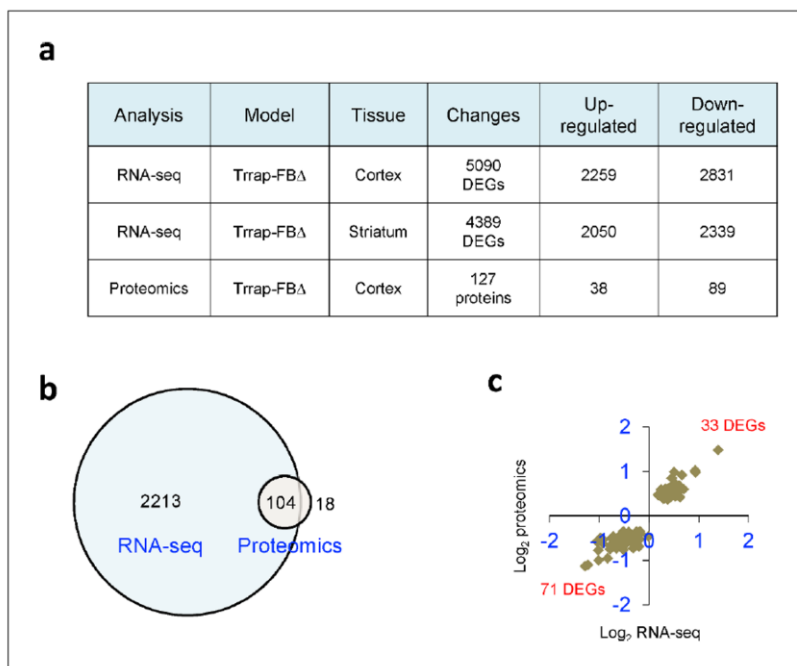 a
Analysis Model Tissue Changes Up-regulated Down-regulated
RNA-seq Trrap-FBΔ Cortex 5090 DEGs 2259 2831
RNA-seq Trrap-FBΔ Striatum 4389 DEGs 2050 2339
Proteomics Trrap-FBΔ Cortex 127 proteins 38 89
b
2213 104 18
RNA-seq Proteomics
c
33 DEGs
2
1
0
-2 -1 0 1 2
-1
71 DEGs
-2
Log2 proteomics
Log2 RNA-seq